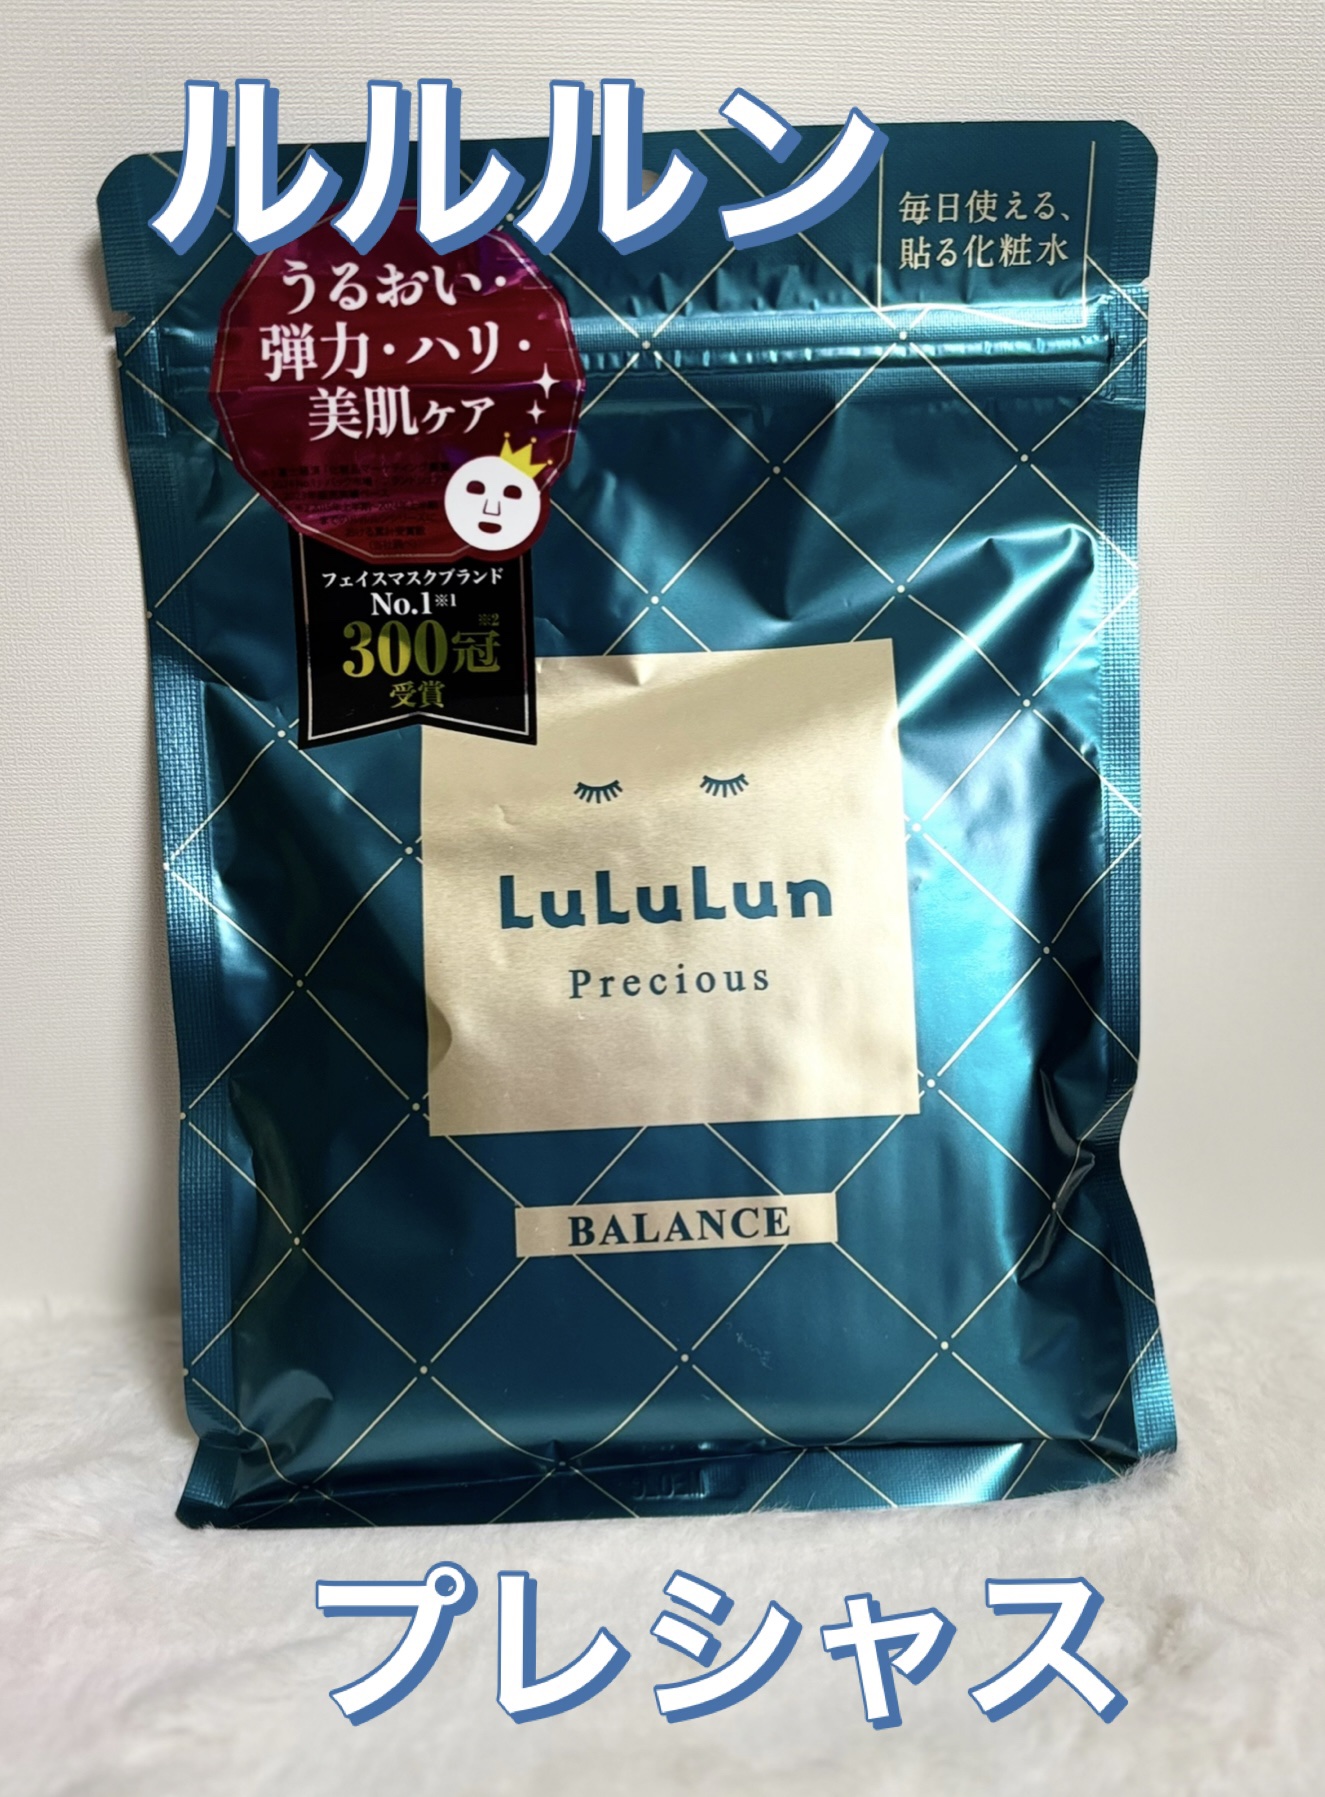 ルルルン
毎日使える、
貼る化粧水
うるおい・
弾力・ハリ・
美肌ケア
フェイスマスクブランド
No.1※1
300冠※2
受賞
LuLuLun
Precious
BALANCE
プレシャス